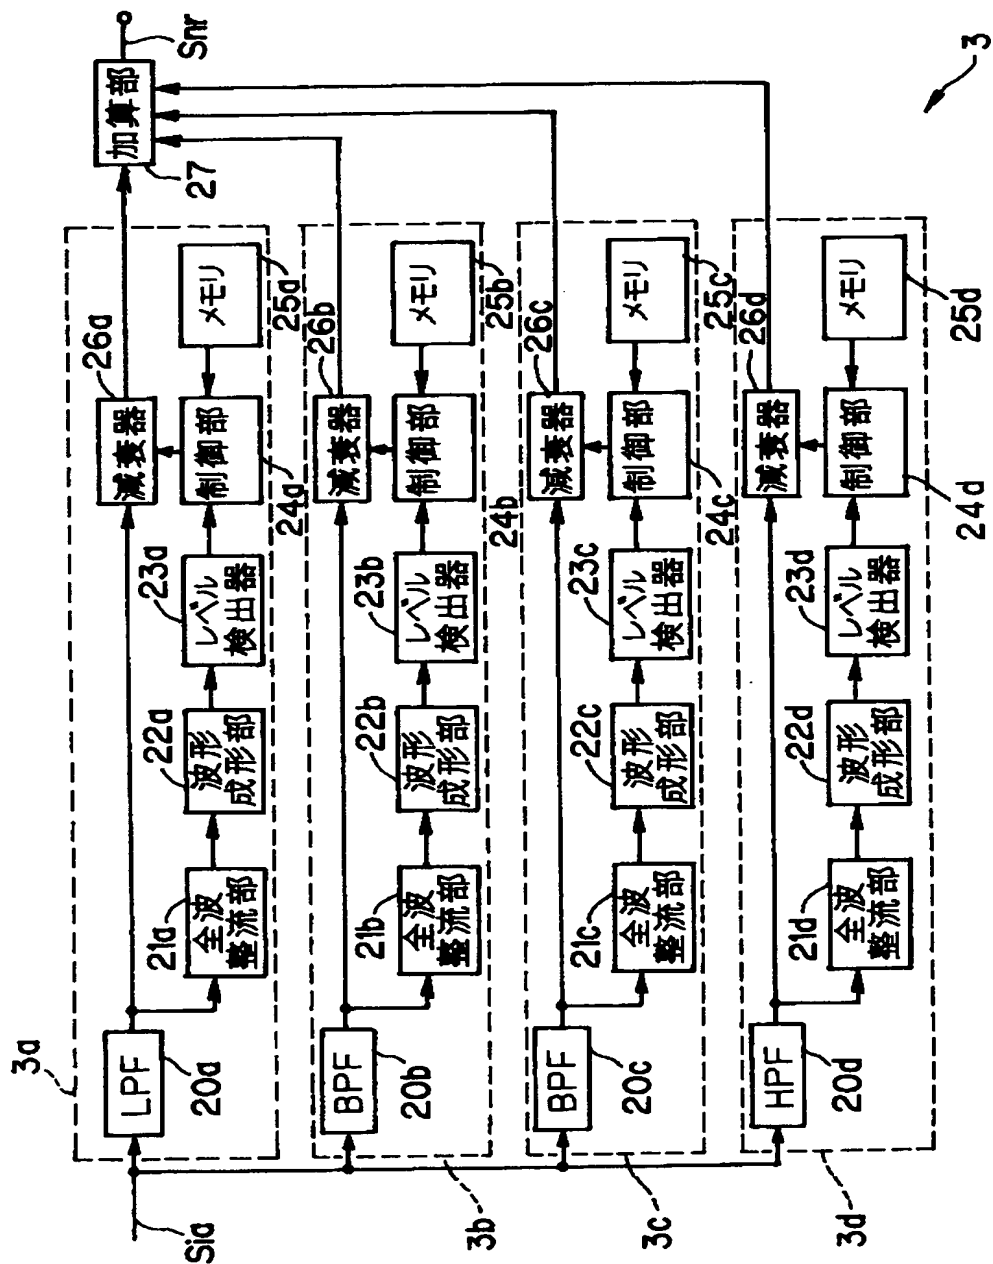 3
Sia
3a
LPF
20a
21a
全波
整流部
22a
波形
成形部
23a
レベル
検出器
24a
制御部
25a
メモリ
26a
減衰器
加算部
27
Snr
3b
BPF
20b
21b
全波
整流部
22b
波形
成形部
23b
レベル
検出器
24b
制御部
25b
メモリ
26b
減衰器
3c
BPF
20c
21c
全波
整流部
22c
波形
成形部
23c
レベル
検出器
24c
制御部
25c
メモリ
26c
減衰器
3d
HPF
20d
21d
全波
整流部
22d
波形
成形部
23d
レベル
検出器
24d
制御部
25d
メモリ
26d
減衰器